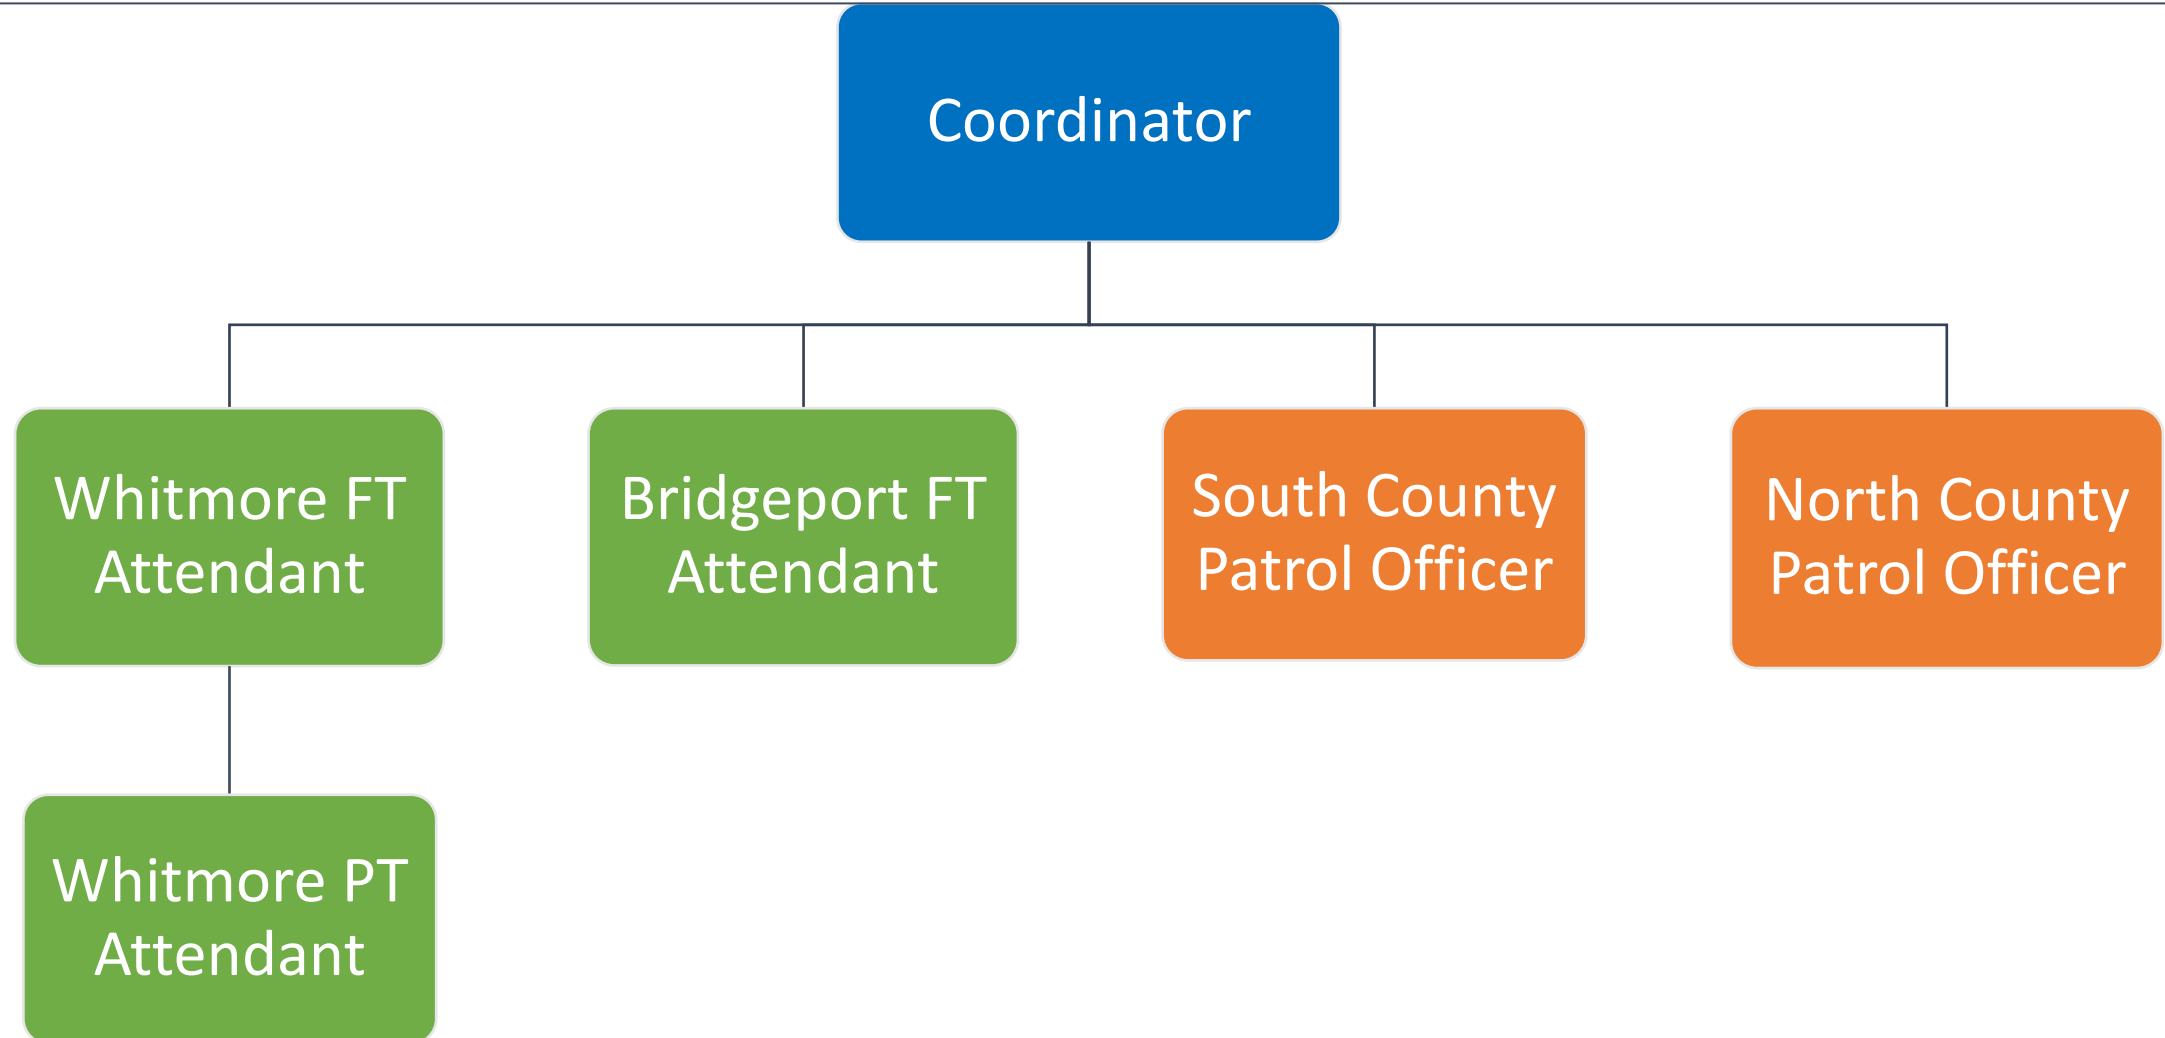 Coordinator
Whitmore FT
Attendant
Bridgeport FT
Attendant
South County
Patrol Officer
North County
Patrol Officer
Whitmore PT
Attendant